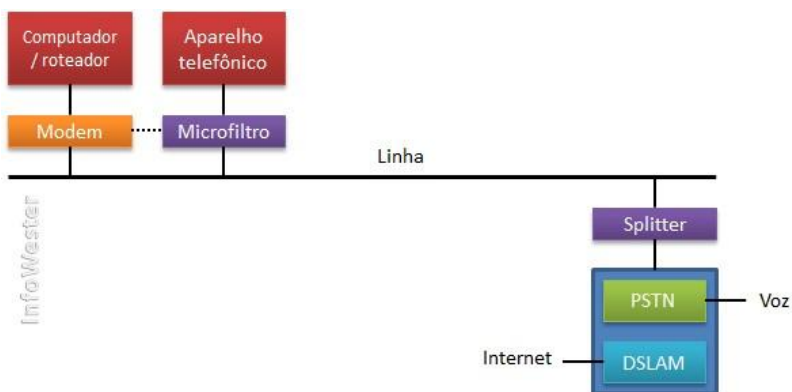 Computador
/ roteador
Aparelho
telefônico
Modem
Microfiltro
Linha
InfoWester
Splitter
PSTN
Voz
Internet
DSLAM